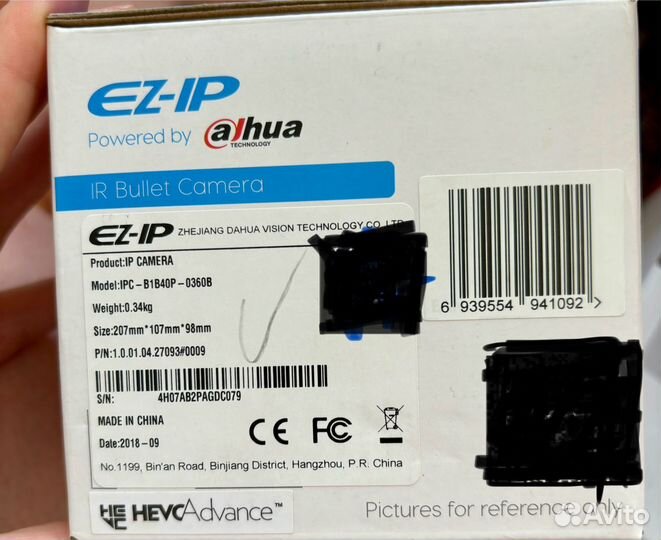 EZ-IP
Powered by alhua
TECHNOLOGY
IR Bullet Camera
EZ-IP ZHEJIANG DAHUA VISION TECHNOLOGY CO., LTD
Product:IP CAMERA
Model:IPC-B1B40P-0360B
Weight:0.34kg
Size:207mm*107mm*98mm
P/N:1.0.01.04.27093#0009
S/N:
4H07AB2PAGDC079
MADE IN CHINA
Date:2018-09
CE FC
No.1199, Bin'an Road, Binjiang District, Hangzhou, P.R. China
6 939554 941092 >
HEVC HEVCAdvance™
Pictures for reference only
Avito